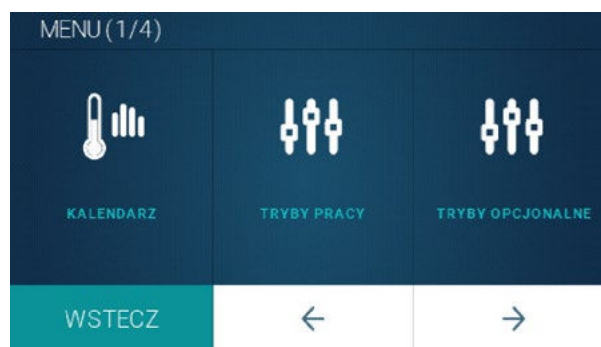 MENU (1/4)
KALENDARZ
TRYBY PRACY
TRYBY OPCJONALNE
WSTECZ